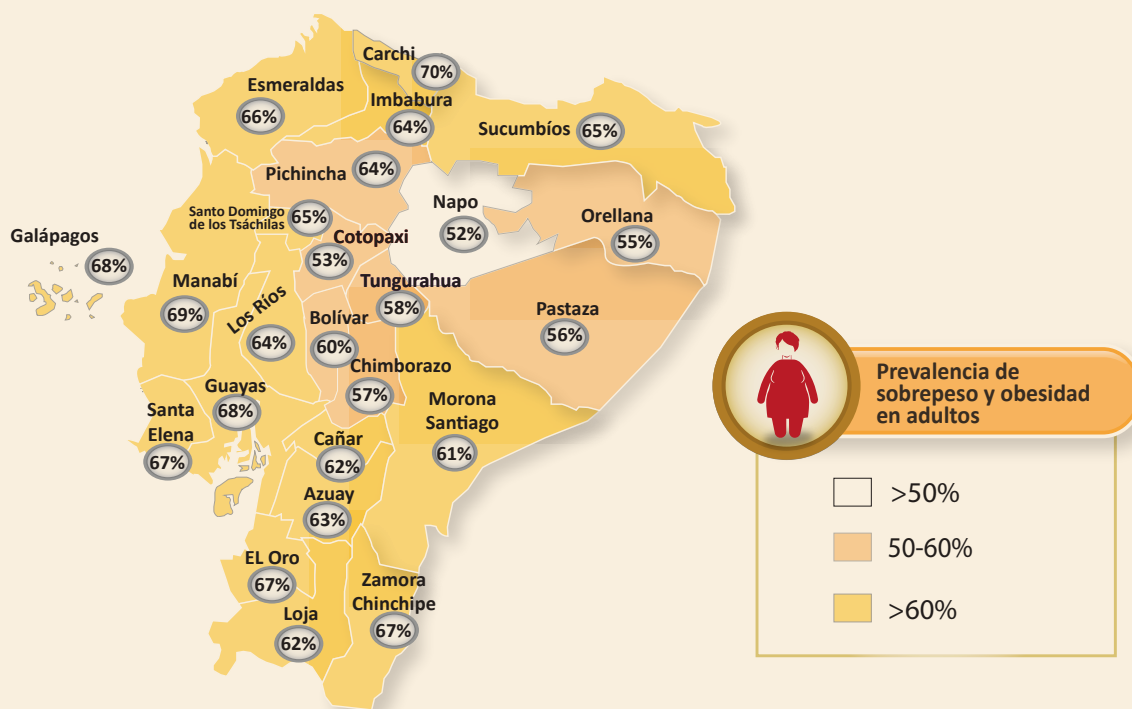 Carchi
70%
Esmeraldas
66%
Imbabura
64%
Sucumbíos
65%
Pichincha
64%
Napo
52%
Santo Domingo
de los Tsáchilas
65%
Orellana
55%
Galápagos
68%
Cotopaxi
53%
Manabí
69%
Tungurahua
58%
Los Ríos
64%
Bolívar
60%
Pastaza
56%
Chimborazo
57%
Guayas
68%
Morona
Santiago
61%
Santa
Elena
67%
Cañar
62%
Azuay
63%
EL Oro
67%
Zamora
Chinchipe
67%
Loja
62%
Prevalencia de
sobrepeso y obesidad
en adultos
>50%
50-60%
>60%